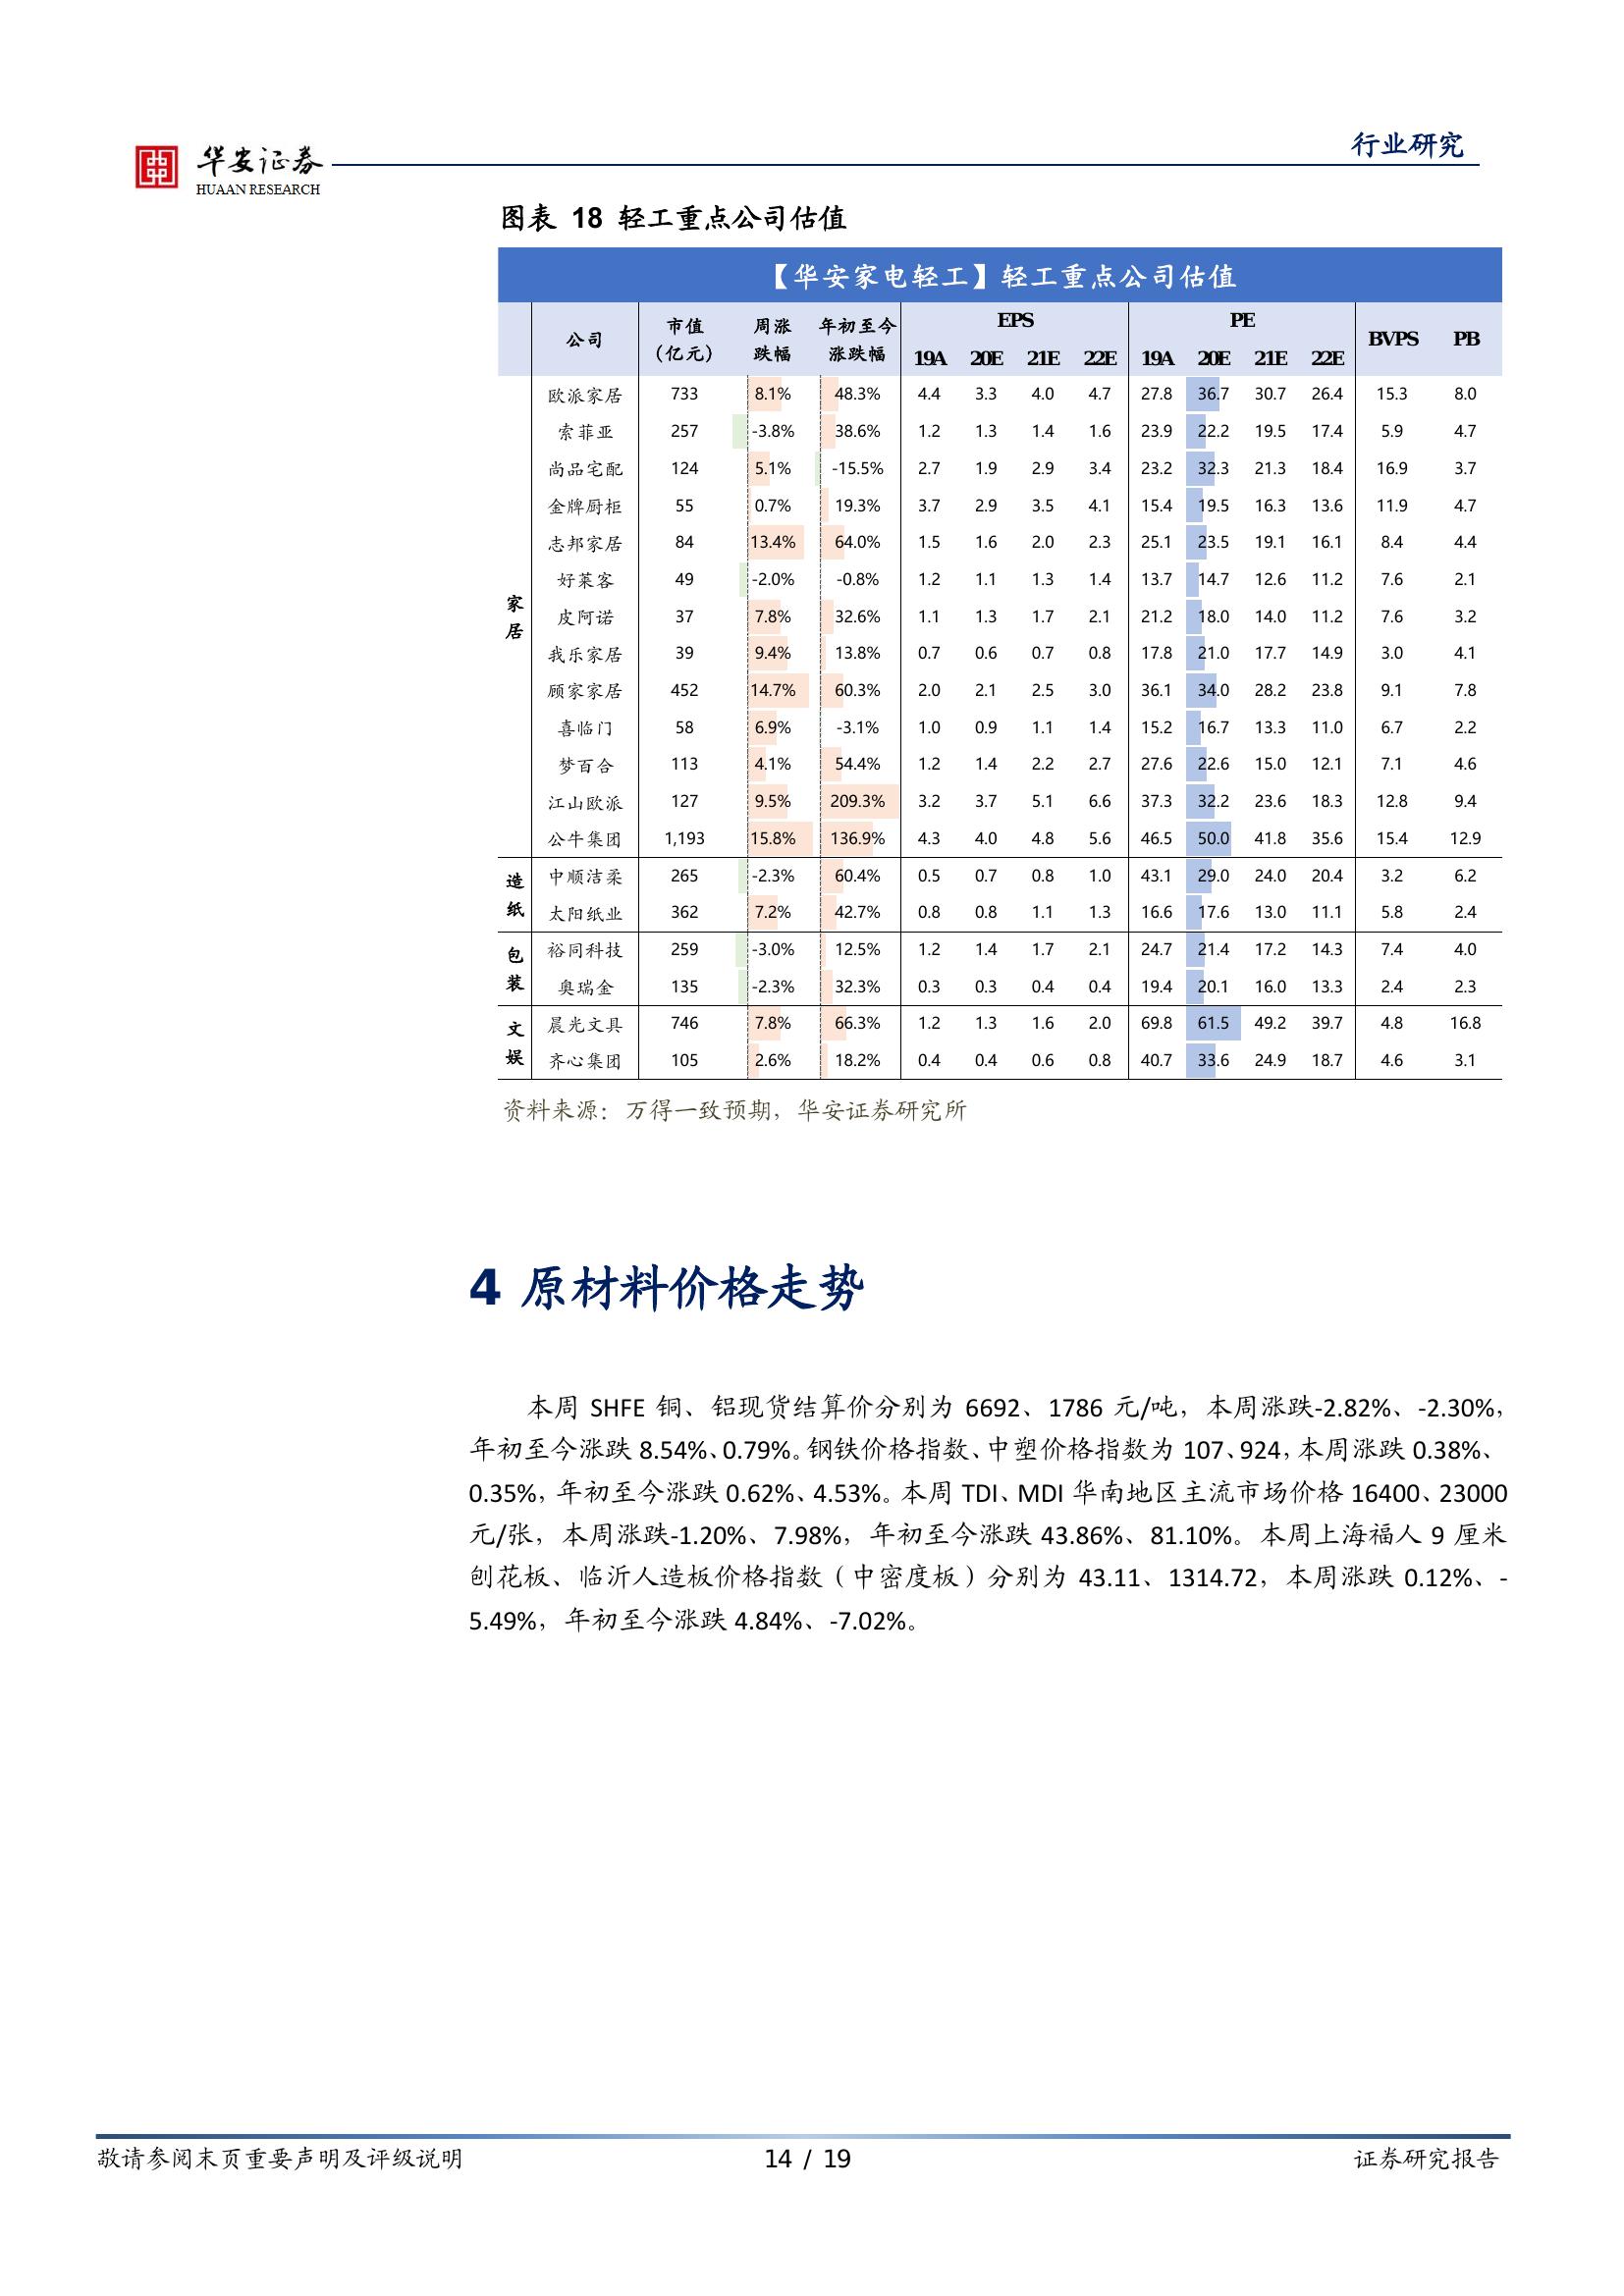 华安证券
HUAAN RESEARCH
行业研究
图表 18 轻工重点公司估值
【华安家电轻工】轻工重点公司估值
公司 市值（亿元） 周涨跌幅 年初至今涨跌幅 EPS PE BVPS PB
19A 20E 21E 22E 19A 20E 21E 22E
家居
欧派家居 733 8.1% 48.3% 4.4 3.3 4.0 4.7 27.8 36.7 30.7 26.4 15.3 8.0
索菲亚 257 -3.8% 38.6% 1.2 1.3 1.4 1.6 23.9 22.2 19.5 17.4 5.9 4.7
尚品宅配 124 5.1% -15.5% 2.7 1.9 2.9 3.4 23.2 32.3 21.3 18.4 16.9 3.7
金牌厨柜 55 0.7% 19.3% 3.7 2.9 3.5 4.1 15.4 19.5 16.3 13.6 11.9 4.7
志邦家居 84 13.4% 64.0% 1.5 1.6 2.0 2.3 25.1 23.5 19.1 16.1 8.4 4.4
好莱客 49 -2.0% -0.8% 1.2 1.1 1.3 1.4 13.7 14.7 12.6 11.2 7.6 2.1
皮阿诺 37 7.8% 32.6% 1.1 1.3 1.7 2.1 21.2 18.0 14.0 11.2 7.6 3.2
我乐家居 39 9.4% 13.8% 0.7 0.6 0.7 0.8 17.8 21.0 17.7 14.9 3.0 4.1
顾家家居 452 14.7% 60.3% 2.0 2.1 2.5 3.0 36.1 34.0 28.2 23.8 9.1 7.8
喜临门 58 6.9% -3.1% 1.0 0.9 1.1 1.4 15.2 16.7 13.3 11.0 6.7 2.2
梦百合 113 4.1% 54.4% 1.2 1.4 2.2 2.7 27.6 22.6 15.0 12.1 7.1 4.6
江山欧派 127 9.5% 209.3% 3.2 3.7 5.1 6.6 37.3 32.2 23.6 18.3 12.8 9.4
公牛集团 1,193 15.8% 136.9% 4.3 4.0 4.8 5.6 46.5 50.0 41.8 35.6 15.4 12.9
造纸
中顺洁柔 265 -2.3% 60.4% 0.5 0.7 0.8 1.0 43.1 29.0 24.0 20.4 3.2 6.2
太阳纸业 362 7.2% 42.7% 0.8 0.8 1.1 1.3 16.6 17.6 13.0 11.1 5.8 2.4
包装
裕同科技 259 -3.0% 12.5% 1.2 1.4 1.7 2.1 24.7 21.4 17.2 14.3 7.4 4.0
奥瑞金 135 -2.3% 32.3% 0.3 0.3 0.4 0.4 19.4 20.1 16.0 13.3 2.4 2.3
文娱
晨光文具 746 7.8% 66.3% 1.2 1.3 1.6 2.0 69.8 61.5 49.2 39.7 4.8 16.8
齐心集团 105 2.6% 18.2% 0.4 0.4 0.6 0.8 40.7 33.6 24.9 18.7 4.6 3.1
资料来源：万得一致预期，华安证券研究所
4 原材料价格走势
本周 SHFE 铜、铝现货结算价分别为 6692、1786 元/吨，本周涨跌-2.82%、-2.30%，
年初至今涨跌 8.54%、0.79%。钢铁价格指数、中塑价格指数为 107、924，本周涨跌 0.38%、
0.35%，年初至今涨跌 0.62%、4.53%。本周 TDI、MDI 华南地区主流市场价格 16400、23000
元/张，本周涨跌-1.20%、7.98%，年初至今涨跌 43.86%、81.10%。本周上海福人 9 厘米
刨花板、临沂人造板价格指数（中密度板）分别为 43.11、1314.72，本周涨跌 0.12%、-
5.49%，年初至今涨跌 4.84%、-7.02%。
敬请参阅末页重要声明及评级说明
14 / 19
证券研究报告